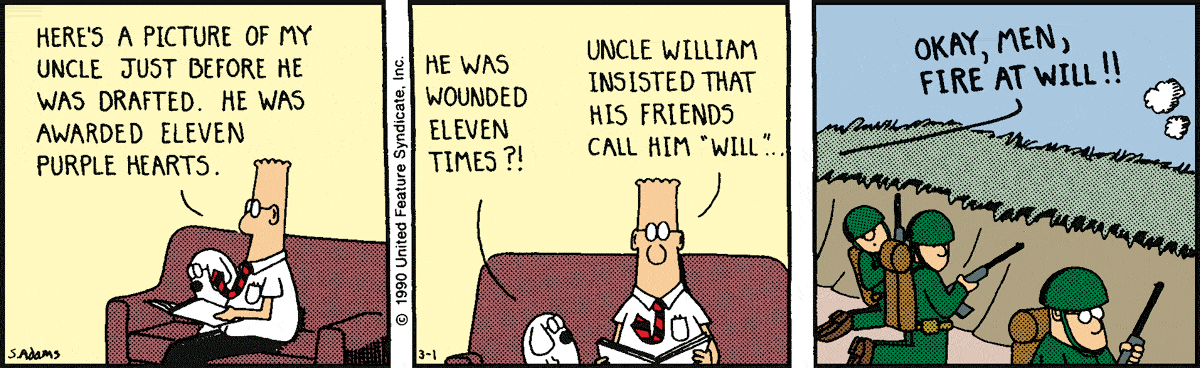 HERE'S A PICTURE OF MY
UNCLE JUST BEFORE HE
WAS DRAFTED. HE WAS
AWARDED ELEVEN
PURPLE HEARTS.
S.Adams
© 1990 United Feature Syndicate, Inc.
HE WAS
WOUNDED
ELEVEN
TIMES?!
UNCLE WILLIAM
INSISTED THAT
HIS FRIENDS
CALL HIM "WILL"...
3-1
OKAY, MEN,
FIRE AT WILL!!